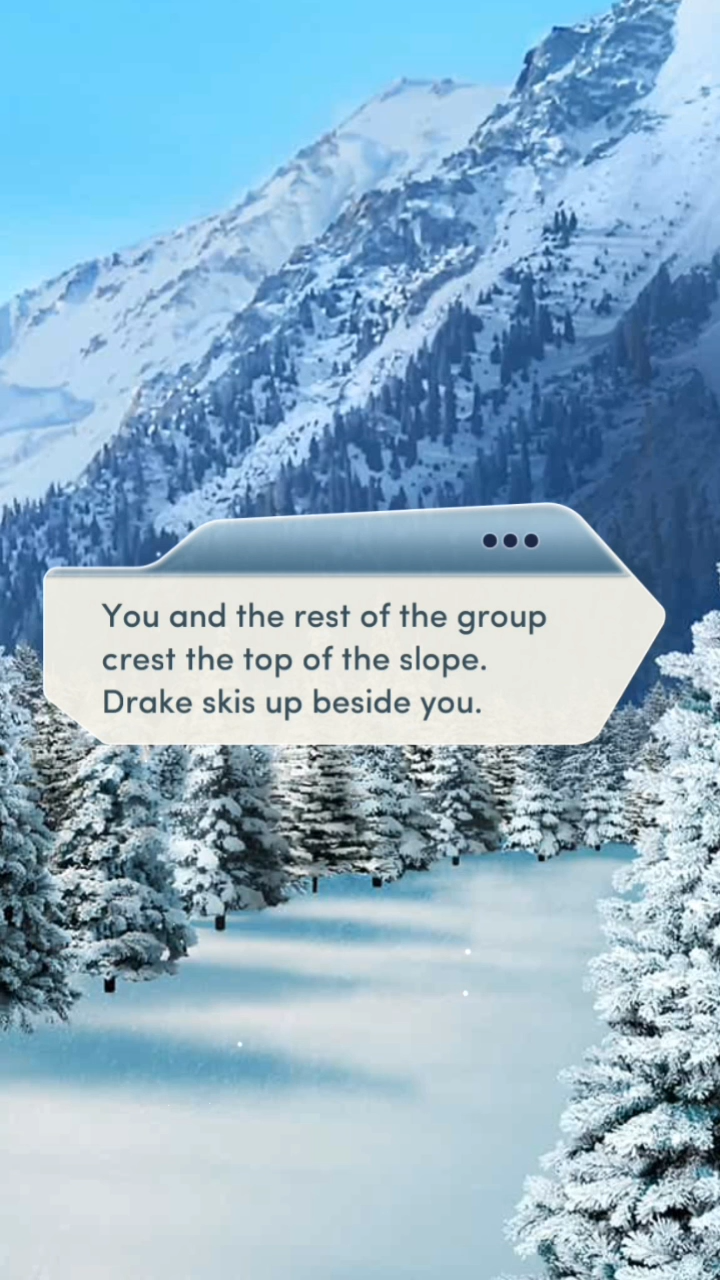 You and the rest of the group
crest the top of the slope.
Drake skis up beside you.